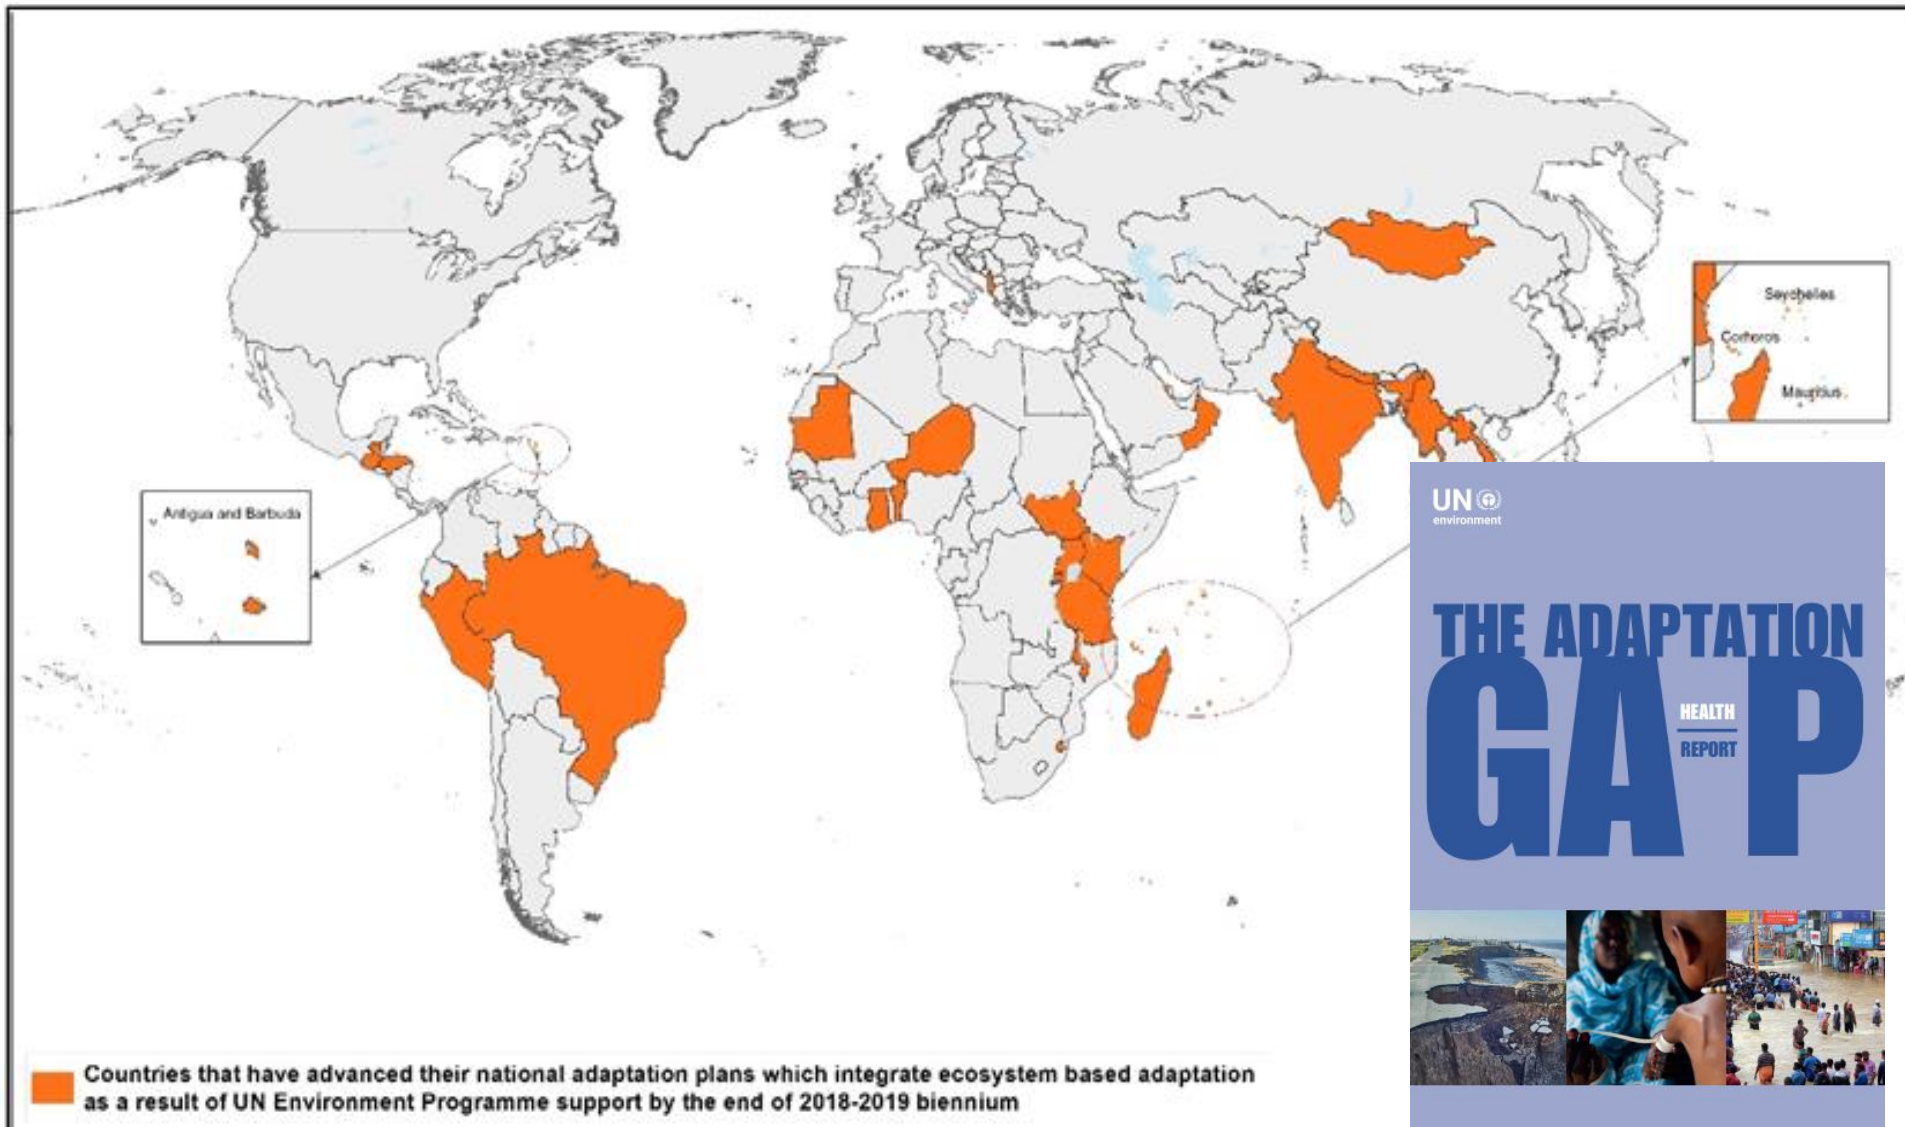 Seychelles
Comoros
Mauritius
Antigua and Barbuda
UN
environment
THE ADAPTATION
GAP
HEALTH
REPORT
Countries that have advanced their national adaptation plans which integrate ecosystem based adaptation
as a result of UN Environment Programme support by the end of 2018-2019 biennium